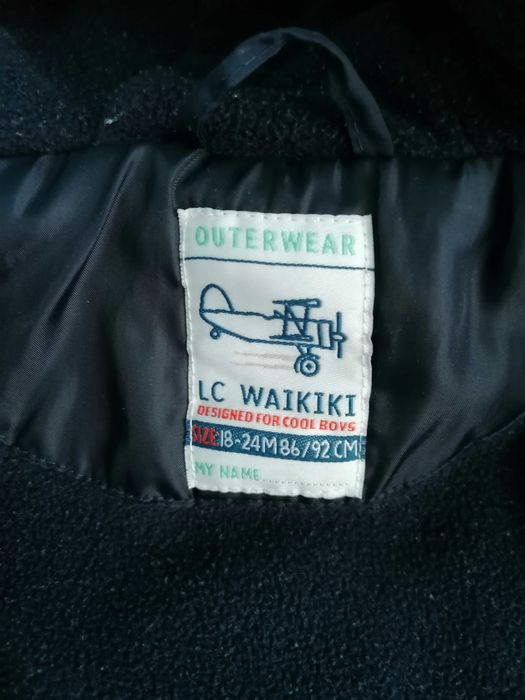 OUTERWEAR
LC WAIKIKI
DESIGNED FOR COOL BOYS
SIZE:18-24M 86/92 CM
MY NAME